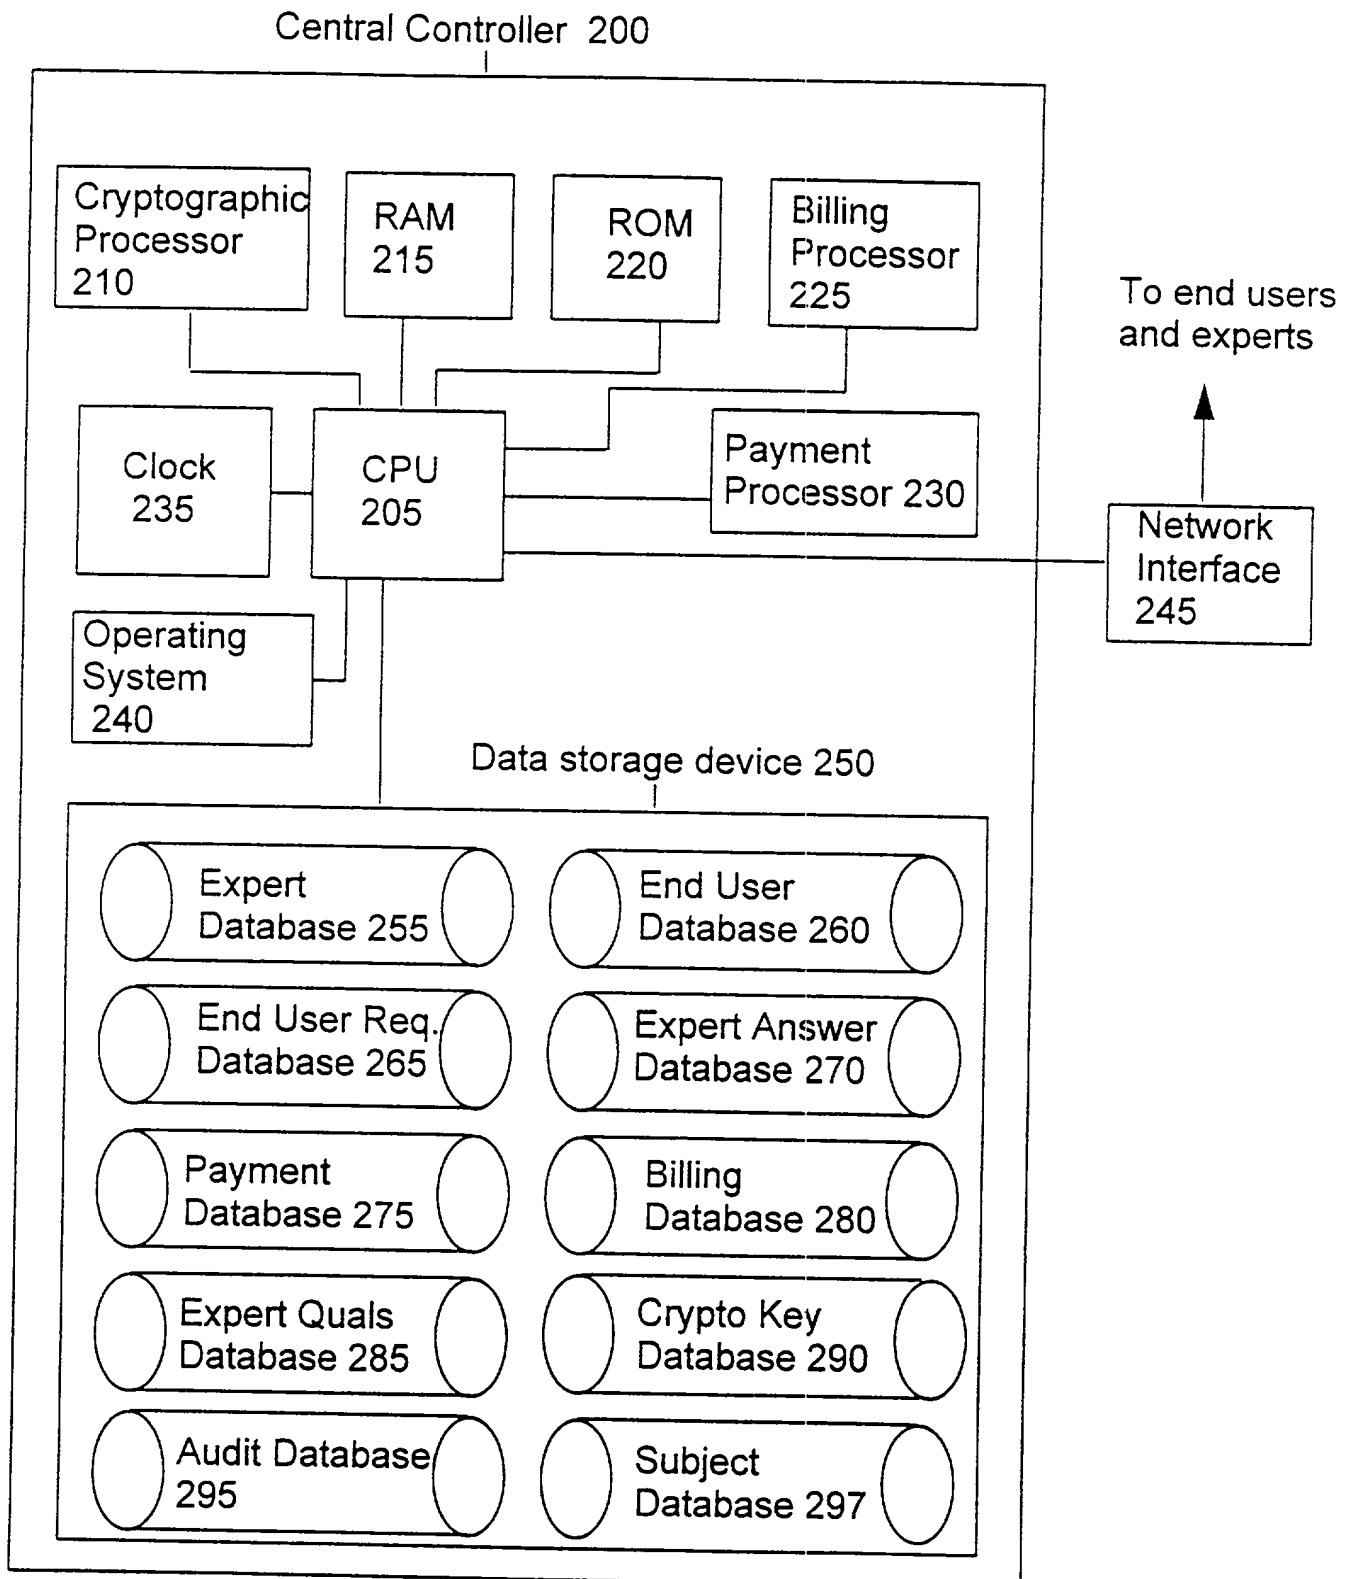 Central Controller 200
Cryptographic
Processor
210
RAM
215
ROM
220
Billing
Processor
225
To end users
and experts
Clock
235
CPU
205
Payment
Processor 230
Network
Interface
245
Operating
System
240
Data storage device 250
Expert
Database 255
End User
Database 260
End User Req.
Database 265
Expert Answer
Database 270
Payment
Database 275
Billing
Database 280
Expert Quals
Database 285
Crypto Key
Database 290
Audit Database
295
Subject
Database 297